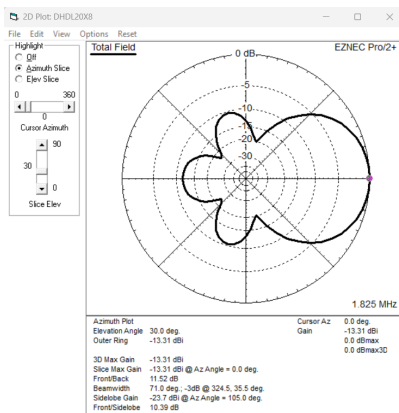 2D Plot: DHDL20X8
File Edit View Options Reset
Highlight
Off
Azimuth Slice
Elev Slice
0 360
0
Cursor Azimuth
90
30
0
Slice Elev
Total Field
EZNEC Pro/2+
0 dB
-5
-10
-15
-20
-30
1.825 MHz
Azimuth Plot
Elevation Angle 30.0 deg.
Outer Ring -13.31 dBi
3D Max Gain -13.31 dBi
Slice Max Gain -13.31 dBi @ Az Angle = 0.0 deg.
Front/Back 11.52 dB
Beamwidth 71.0 deg.; -3dB @ 324.5, 35.5 deg.
Sidelobe Gain -23.7 dBi @ Az Angle = 105.0 deg.
Front/Sidelobe 10.39 dB
Cursor Az 0.0 deg.
Gain -13.31 dBi
0.0 dBmax
0.0 dBmax3D